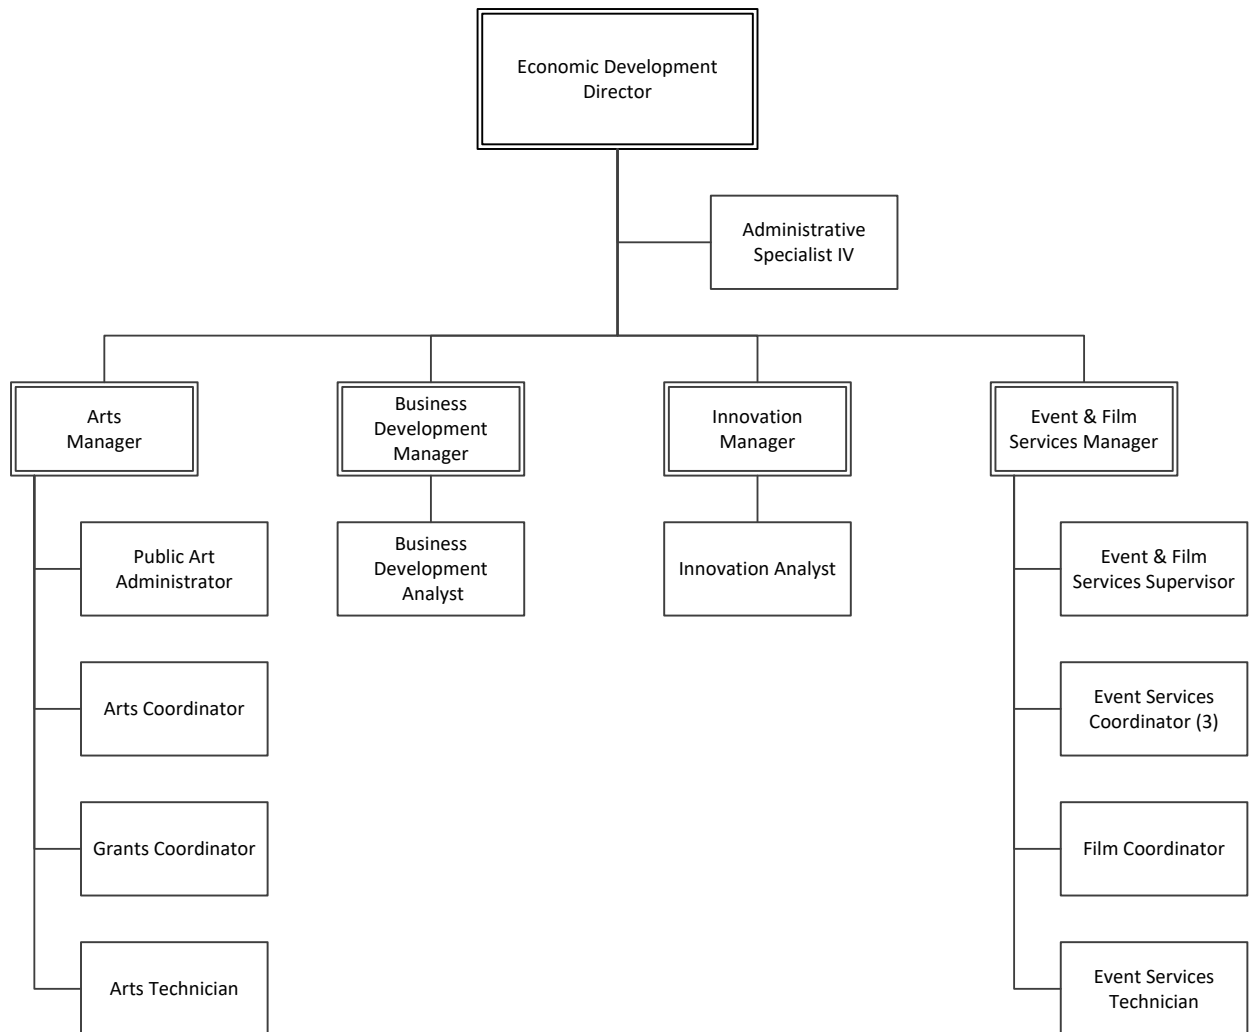 Economic Development
Director
Administrative
Specialist IV
Arts
Manager
Business
Development
Manager
Innovation
Manager
Event & Film
Services Manager
Public Art
Administrator
Business
Development
Analyst
Innovation Analyst
Event & Film
Services Supervisor
Arts Coordinator
Event Services
Coordinator (3)
Grants Coordinator
Film Coordinator
Arts Technician
Event Services
Technician